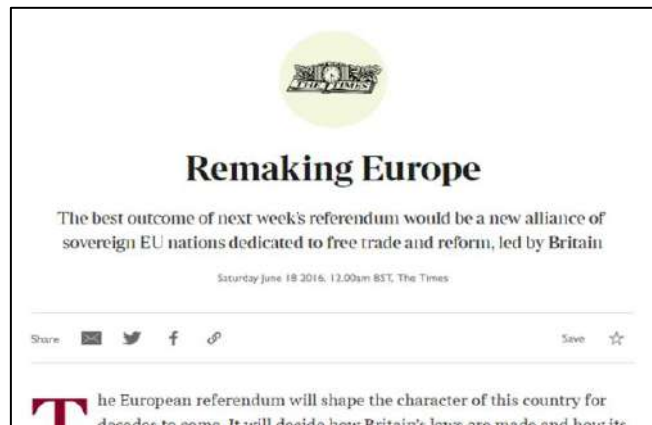 THE TIMES
Remaking Europe
The best outcome of next week's referendum would be a new alliance of
sovereign EU nations dedicated to free trade and reform, led by Britain
Saturday June 18 2016, 12.00am BST, The Times
Share
Save
The European referendum will shape the character of this country for
decades to come. It will decide how Britain's laws are made and how its